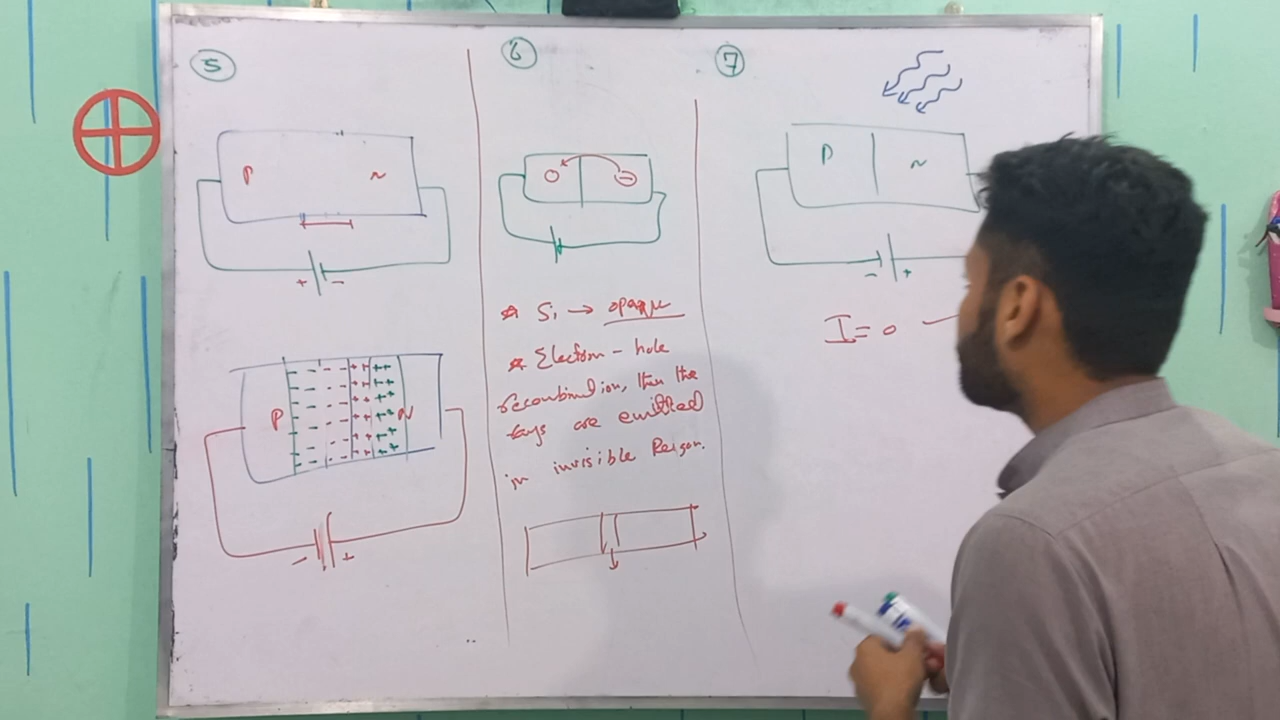 5
P N
+ -
P N
- +
6
* Si → opaque
* Electron - hole
recombination, then the
rays are emitted
in invisible Region.
7
P N
- +
I = 0